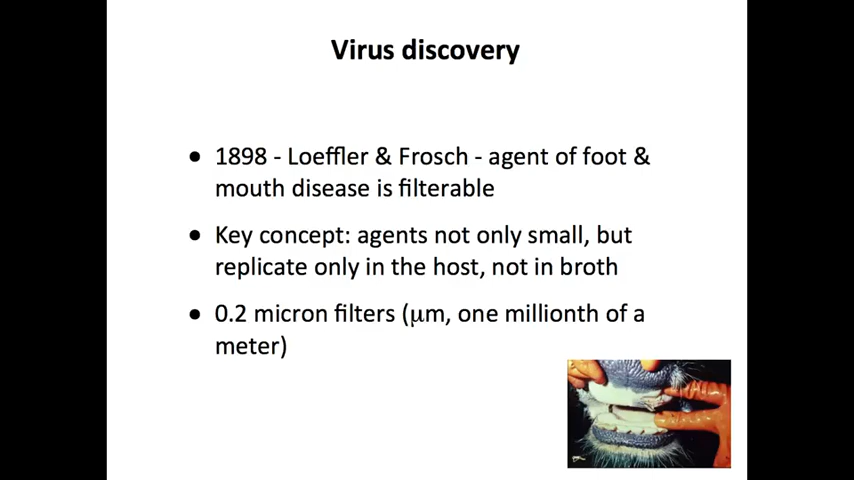 Virus discovery
• 1898 - Loeffler & Frosch - agent of foot &
mouth disease is filterable
• Key concept: agents not only small, but
replicate only in the host, not in broth
• 0.2 micron filters (μm, one millionth of a
meter)